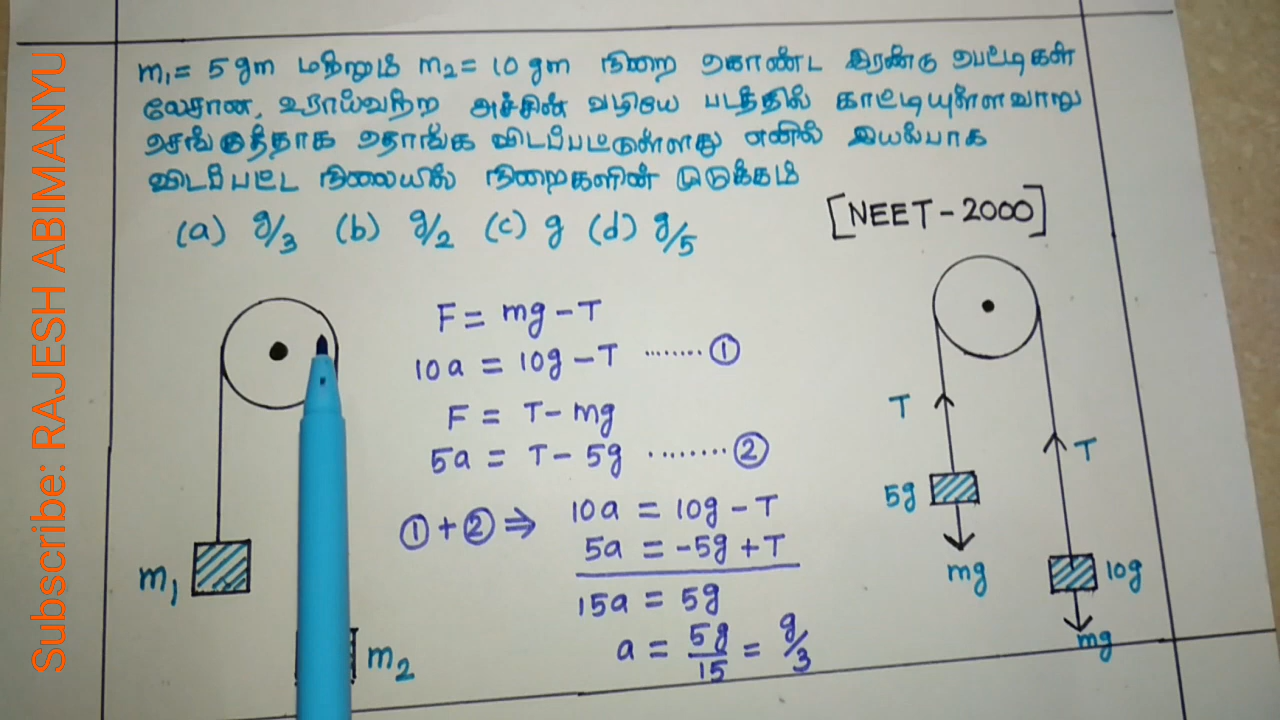 Subscribe: RAJESH ABIMANYU
m₁ = 5 gm மற்றும் m₂ = 10 gm நிறை கொண்ட இரண்டு பெட்டிகள்
லேசான, உராய்வற்ற அச்சின் வழியே படத்தில் காட்டியுள்ளவாறு
செங்குத்தாக தொங்க விடப்பட்டுள்ளது எனில் இயல்பாக
விடப்பட்ட நிலையில் நிறைகளின் முடுக்கம்
[NEET - 2000]
(a) g/3 (b) g/2 (c) g (d) g/5
F = mg - T
10a = 10g - T ........ ①
F = T - mg
5a = T - 5g ........ ②
① + ② ⇒ 10a = 10g - T
5a = -5g + T
15a = 5g
a = 5g/15 = g/3
m₁
m₂
T
T
5g
mg
10g
mg